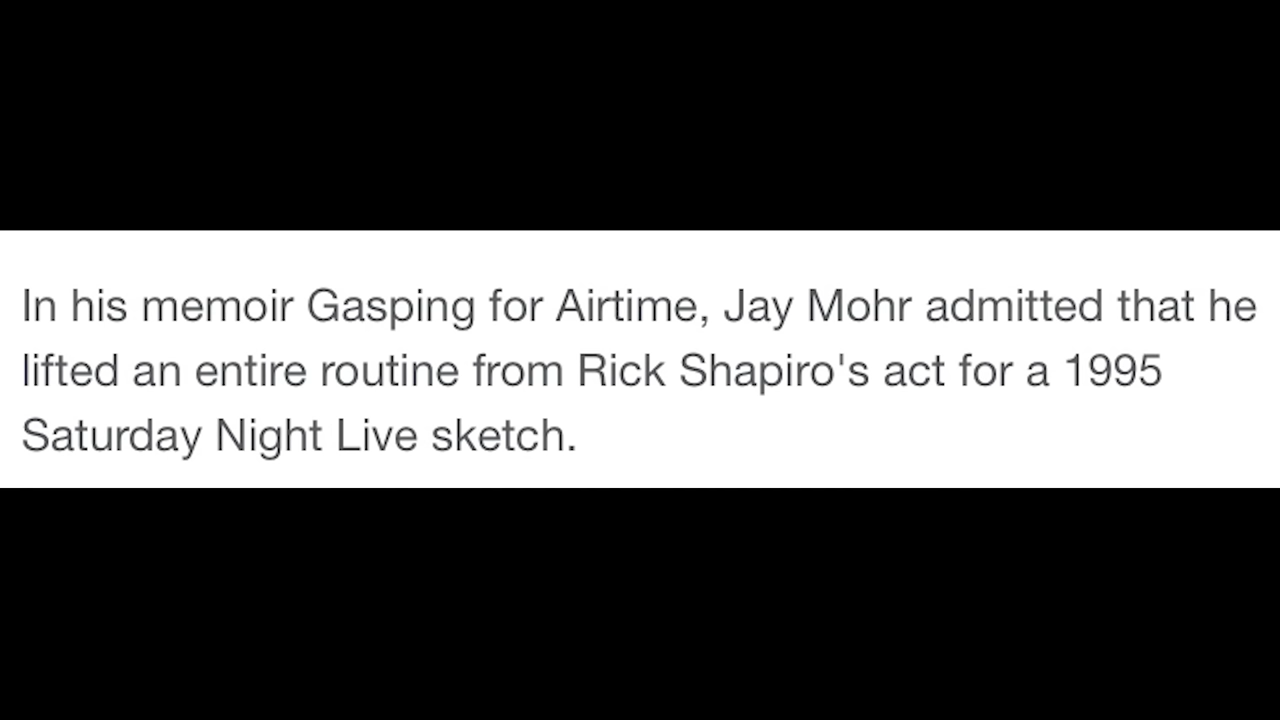 In his memoir Gasping for Airtime, Jay Mohr admitted that he
lifted an entire routine from Rick Shapiro's act for a 1995
Saturday Night Live sketch.